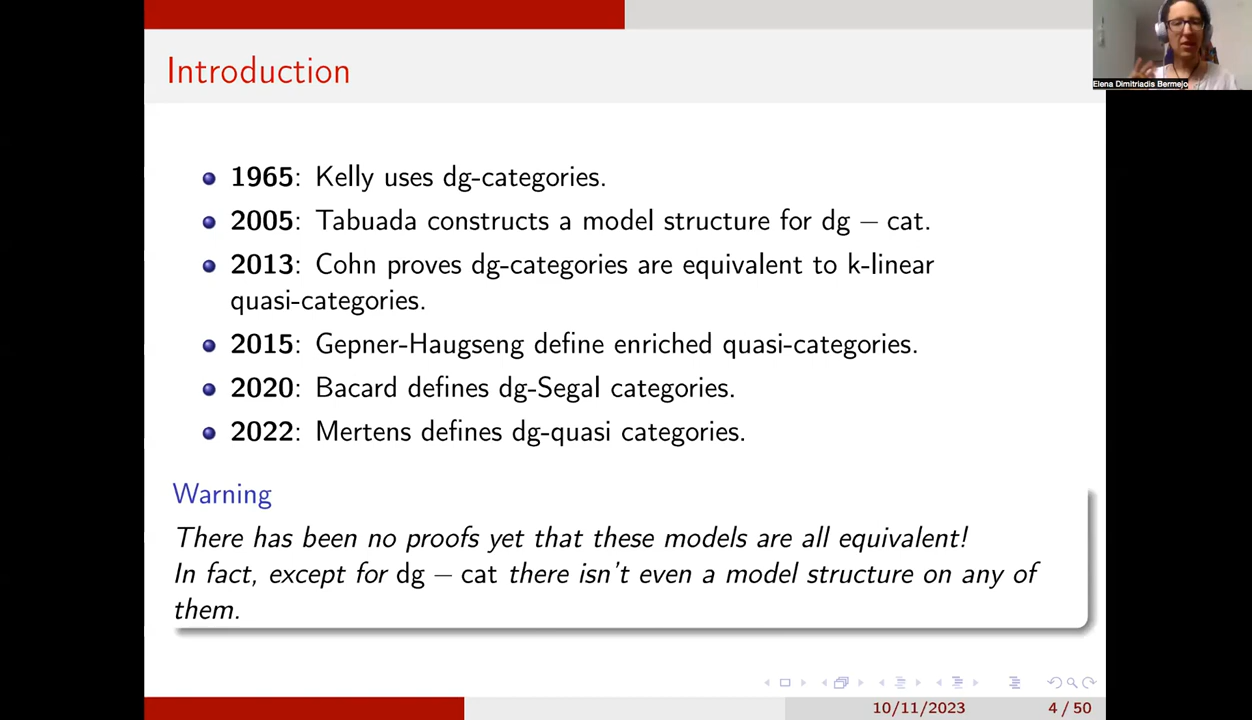 Introduction
Elena Dimitriadis Bermejo
1965: Kelly uses dg-categories.
2005: Tabuada constructs a model structure for dg − cat.
2013: Cohn proves dg-categories are equivalent to k-linear
quasi-categories.
2015: Gepner-Haugseng define enriched quasi-categories.
2020: Bacard defines dg-Segal categories.
2022: Mertens defines dg-quasi categories.
Warning
There has been no proofs yet that these models are all equivalent!
In fact, except for dg − cat there isn't even a model structure on any of
them.
10/11/2023 4 / 50